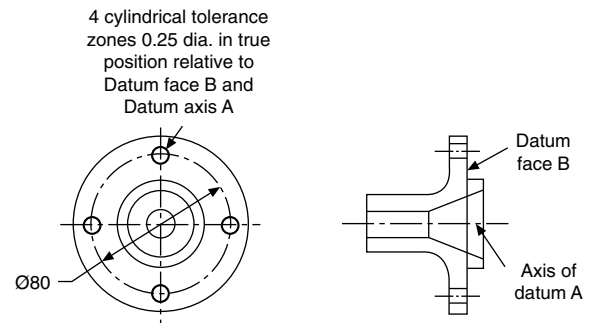 4 cylindrical tolerance
zones 0.25 dia. in true
position relative to
Datum face B and
Datum axis A
Datum
face B
Ø80
Axis of
datum A